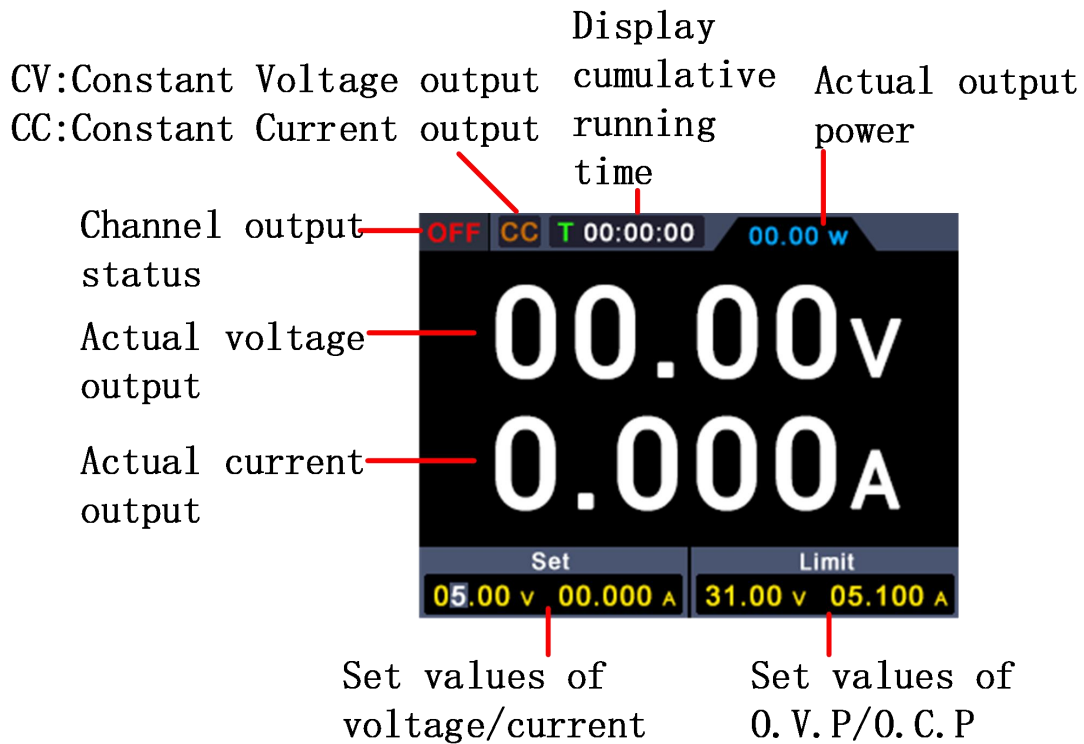 Display
cumulative
running
time
CV:Constant Voltage output
CC:Constant Current output
Actual output
power
Channel output
status
OFF CC T 00:00:00 00.00 W
Actual voltage
output
00.00V
Actual current
output
0.000A
Set Limit
05.00 V 00.000 A 31.00 V 05.100 A
Set values of
voltage/current
Set values of
O.V.P/O.C.P